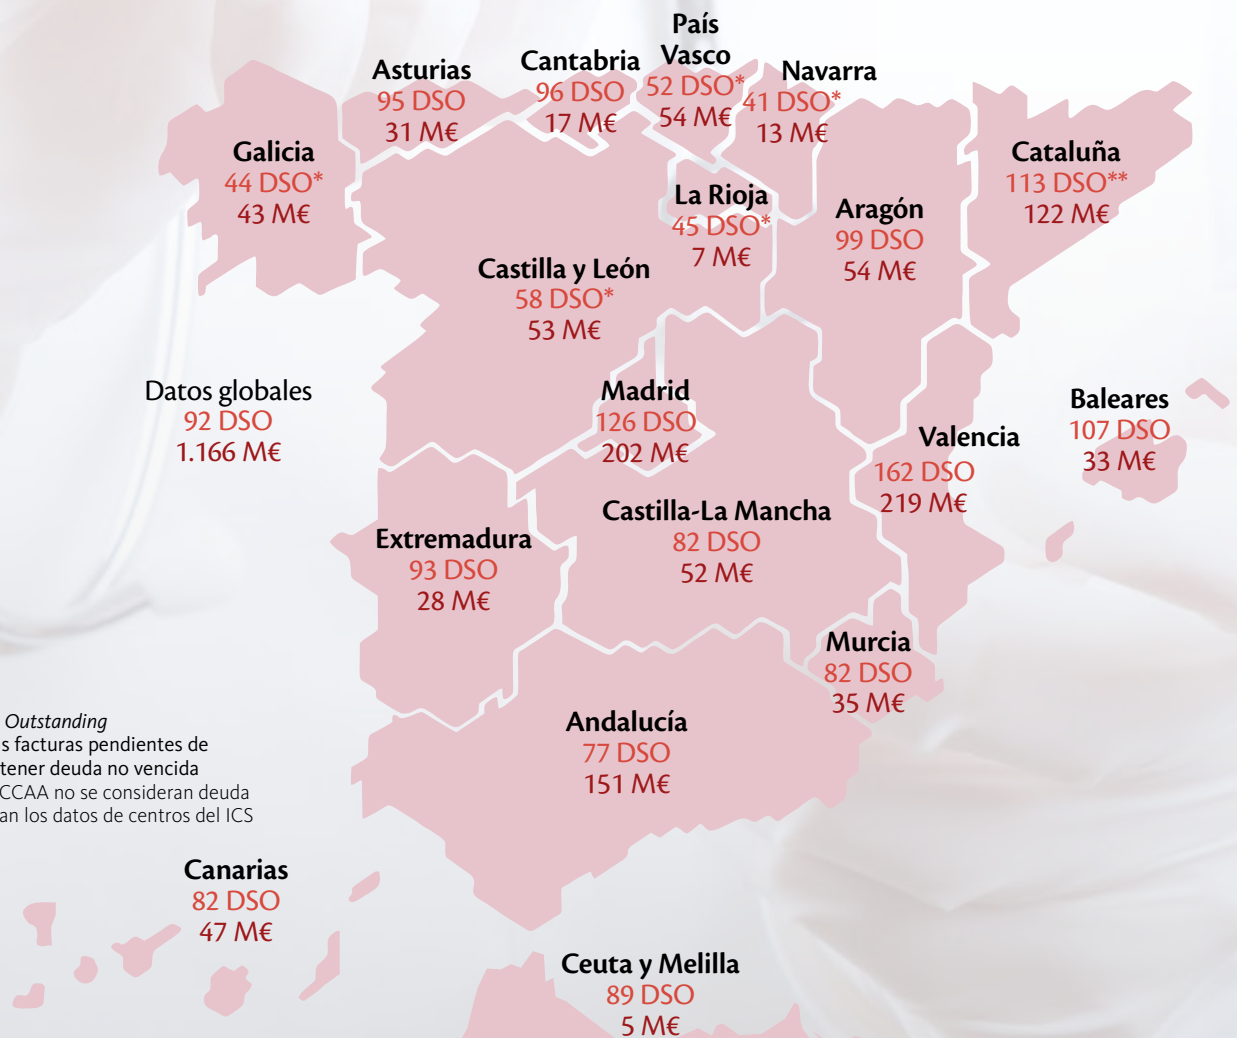 País
Vasco
52 DSO*
54 M€
Asturias
95 DSO
31 M€
Cantabria
96 DSO
17 M€
Navarra
41 DSO*
13 M€
Galicia
44 DSO*
43 M€
La Rioja
45 DSO*
7 M€
Aragón
99 DSO
54 M€
Cataluña
113 DSO**
122 M€
Castilla y León
58 DSO*
53 M€
Datos globales
92 DSO
1.166 M€
Madrid
126 DSO
202 M€
Valencia
162 DSO
219 M€
Baleares
107 DSO
33 M€
Castilla-La Mancha
82 DSO
52 M€
Extremadura
93 DSO
28 M€
Murcia
82 DSO
35 M€
Andalucía
77 DSO
151 M€
Outstanding
s facturas pendientes de
tener deuda no vencida
CCAA no se consideran deuda
an los datos de centros del ICS
Canarias
82 DSO
47 M€
Ceuta y Melilla
89 DSO
5 M€